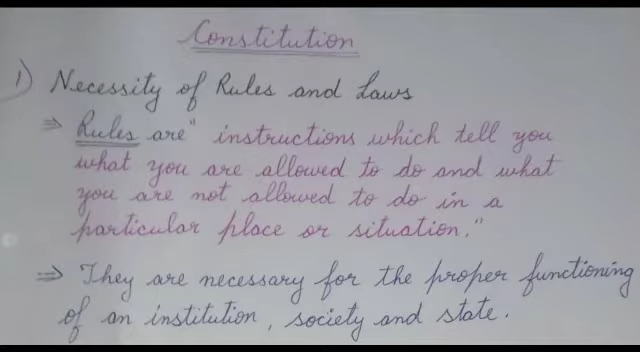 Constitution
1) Necessity of Rules and Laws
⇒ Rules are" instructions which tell you
what you are allowed to do and what
you are not allowed to do in a
particular place or situation."
⇒ They are necessary for the proper functioning
of an institution, society and state.